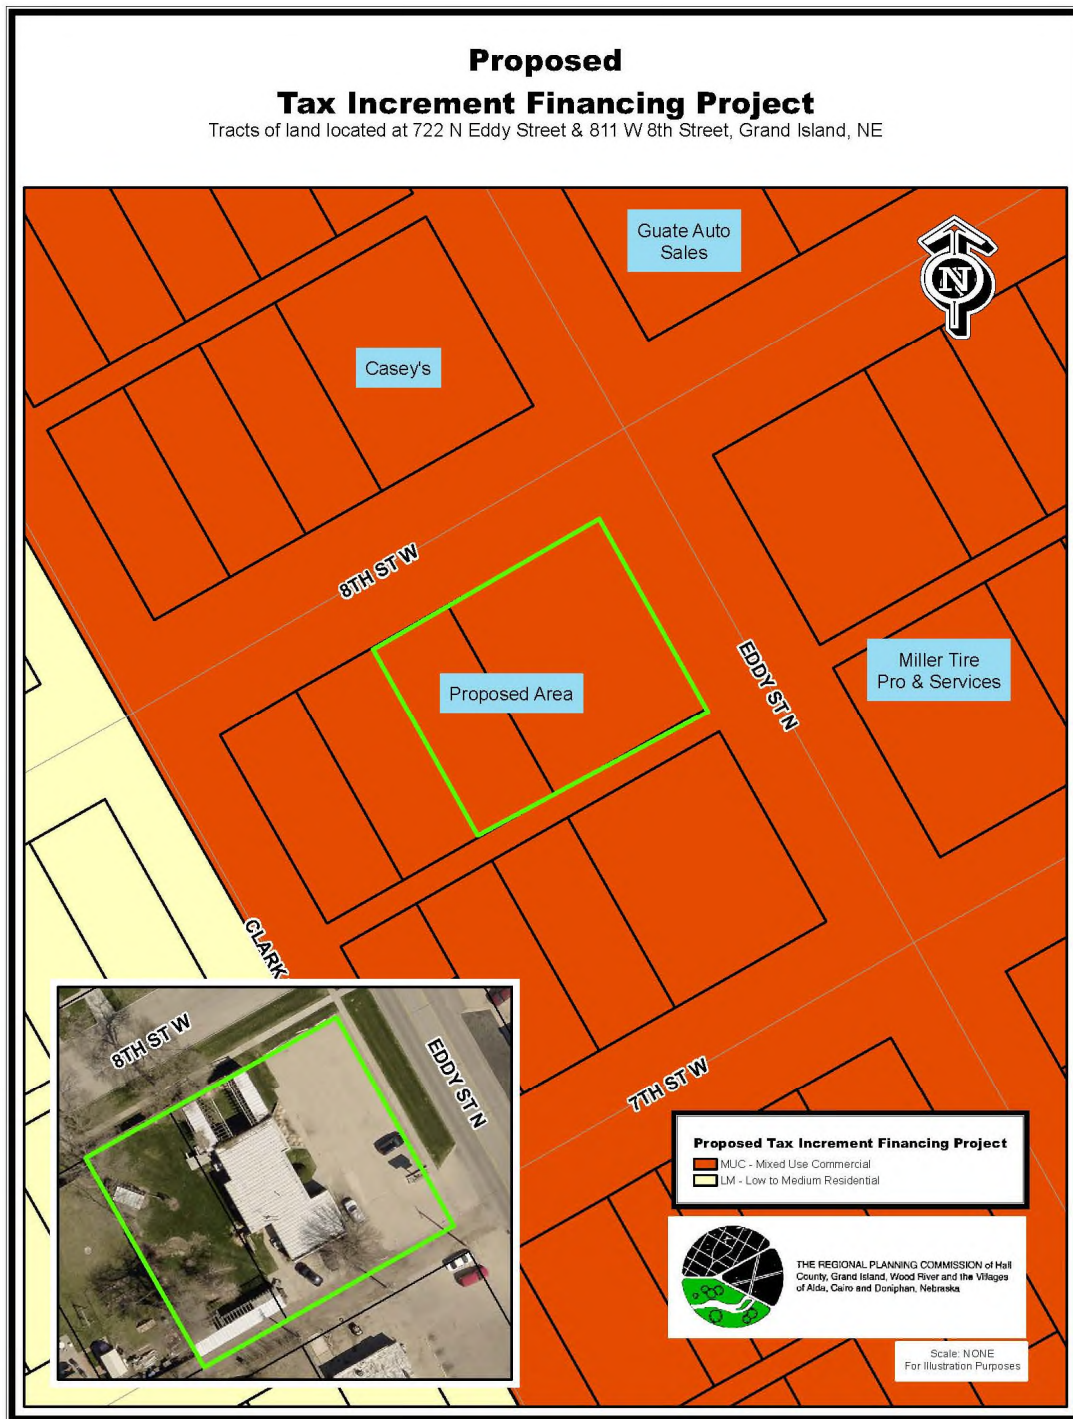 Proposed
Tax Increment Financing Project
Tracts of land located at 722 N Eddy Street & 811 W 8th Street, Grand Island, NE
Guate Auto
Sales
N
Casey's
8TH ST W
EDDY ST N
Miller Tire
Pro & Services
Proposed Area
CLARK
8TH ST W
EDDY ST N
7TH ST W
Proposed Tax Increment Financing Project
MUC - Mixed Use Commercial
LM - Low to Medium Residential
THE REGIONAL PLANNING COMMISSION of Hall
County, Grand Island, Wood River and the Villages
of Alda, Cairo and Doniphan, Nebraska
Scale: NONE
For Illustration Purposes